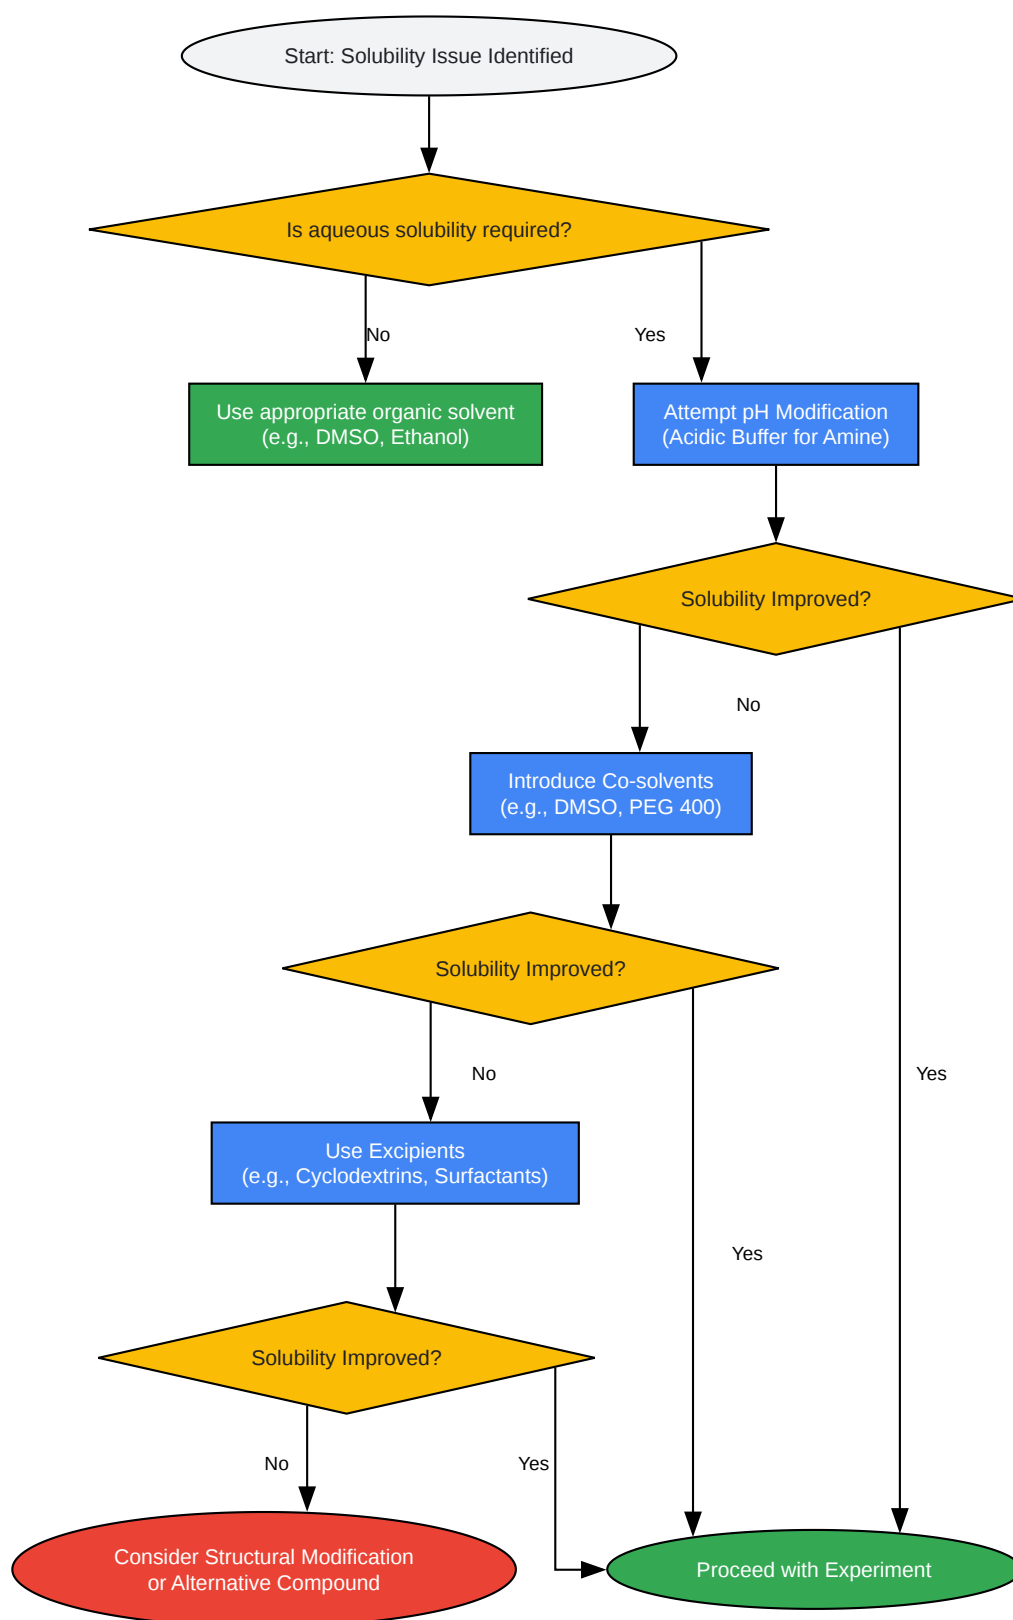 Start: Solubility Issue Identified
Is aqueous solubility required?
No
Yes
Use appropriate organic solvent
(e.g., DMSO, Ethanol)
Attempt pH Modification
(Acidic Buffer for Amine)
Solubility Improved?
No
Introduce Co-solvents
(e.g., DMSO, PEG 400)
Solubility Improved?
No
Yes
Use Excipients
(e.g., Cyclodextrins, Surfactants)
Yes
Solubility Improved?
No
Yes
Consider Structural Modification
or Alternative Compound
Proceed with Experiment